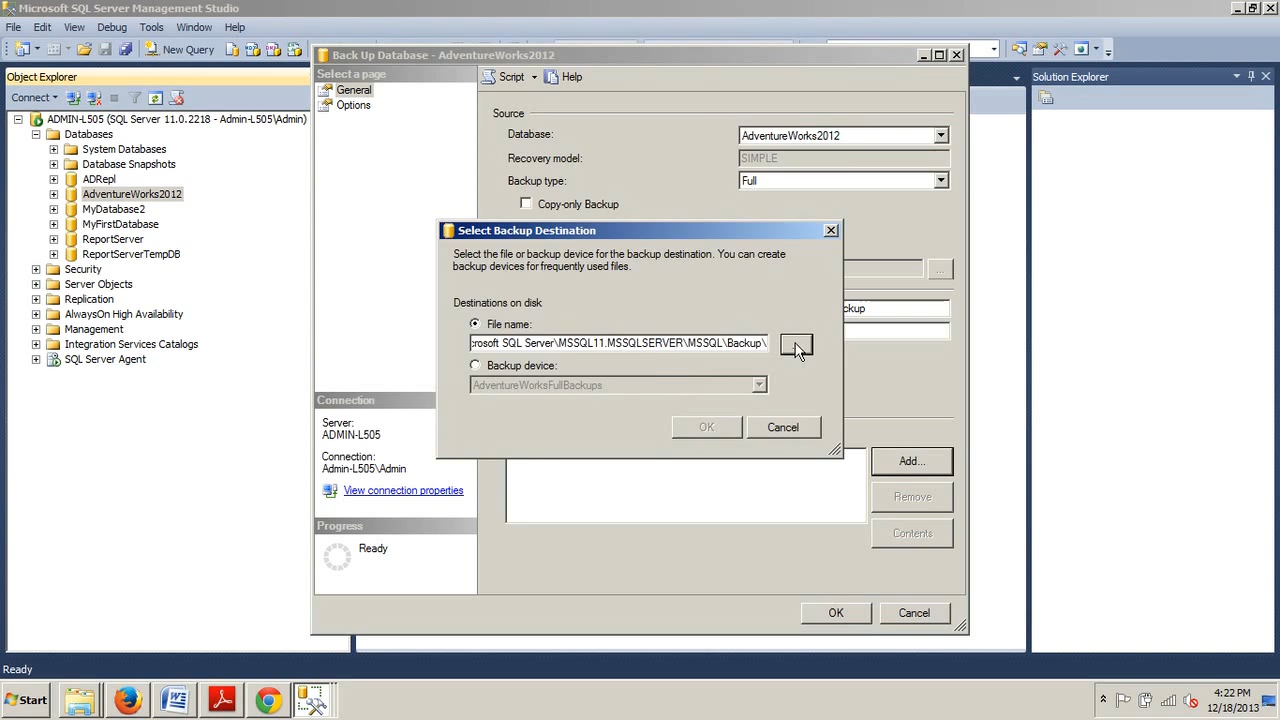 Microsoft SQL Server Management Studio
File Edit View Debug Tools Window Help
New Query
Object Explorer
Connect
ADMIN-L505 (SQL Server 11.0.2218 - Admin-L505\Admin)
Databases
System Databases
Database Snapshots
ADRepl
AdventureWorks2012
MyDatabase2
MyFirstDatabase
ReportServer
ReportServerTempDB
Security
Server Objects
Replication
AlwaysOn High Availability
Management
Integration Services Catalogs
SQL Server Agent
Back Up Database - AdventureWorks2012
Select a page
General
Options
Script Help
Source
Database: AdventureWorks2012
Recovery model: SIMPLE
Backup type: Full
Copy-only Backup
...
ckup
Select Backup Destination
Select the file or backup device for the backup destination. You can create
backup devices for frequently used files.
Destinations on disk
File name:
rosoft SQL Server\MSSQL11.MSSQLSERVER\MSSQL\Backup\
Backup device:
AdventureWorksFullBackups
OK Cancel
Connection
Server:
ADMIN-L505
Connection:
Admin-L505\Admin
View connection properties
Progress
Ready
Add...
Remove
Contents
OK Cancel
Solution Explorer
Ready
Start
4:22 PM
12/18/2013